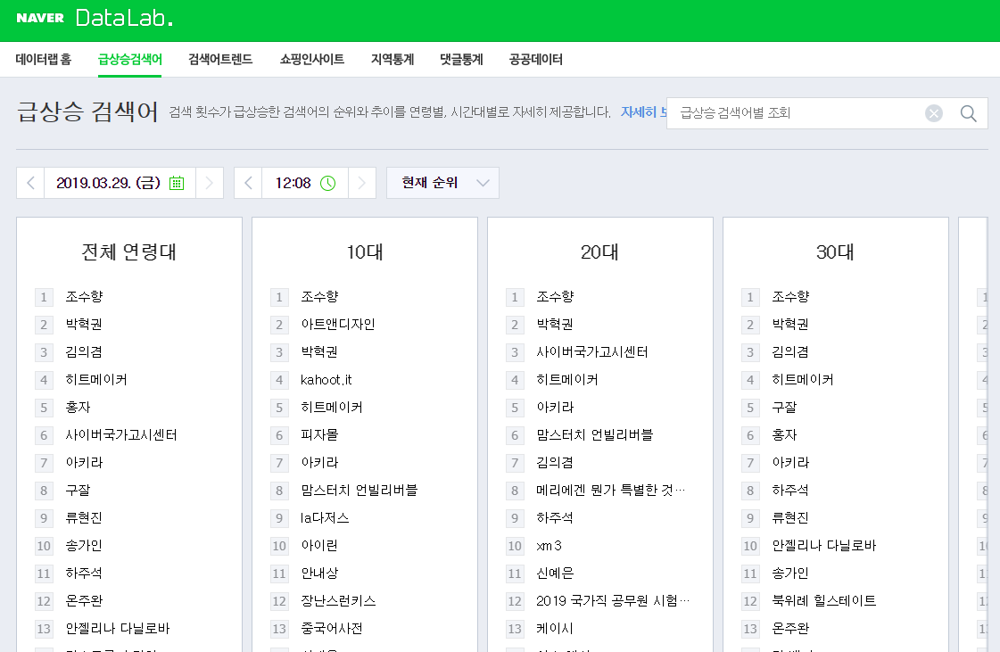 NAVER DataLab.
데이터랩 홈 급상승검색어 검색어트렌드 쇼핑인사이트 지역통계 댓글통계 공공데이터
급상승 검색어 검색 횟수가 급상승한 검색어의 순위와 추이를 연령별, 시간대별로 자세히 제공합니다. 자세히 급상승 검색어별 조회
2019.03.29. (금) 12:08 현재 순위
전체 연령대
1 조수향
2 박혁권
3 김의겸
4 히트메이커
5 홍자
6 사이버국가고시센터
7 아키라
8 구잘
9 류현진
10 송가인
11 하주석
12 온주완
13 안젤리나 다닐로바
10대
1 조수향
2 아트앤디자인
3 박혁권
4 kahoot.it
5 히트메이커
6 피자몰
7 아키라
8 맘스터치 언빌리버블
9 la다저스
10 아이린
11 안내상
12 장난스런키스
13 중국어사전
20대
1 조수향
2 박혁권
3 사이버국가고시센터
4 히트메이커
5 아키라
6 맘스터치 언빌리버블
7 김의겸
8 메리에겐 뭔가 특별한 것…
9 하주석
10 xm3
11 신예은
12 2019 국가직 공무원 시험…
13 케이시
30대
1 조수향
2 박혁권
3 김의겸
4 히트메이커
5 구잘
6 홍자
7 아키라
8 하주석
9 류현진
10 안젤리나 다닐로바
11 송가인
12 북위례 힐스테이트
13 온주완
1
2
3
4
5
6
7
8
9